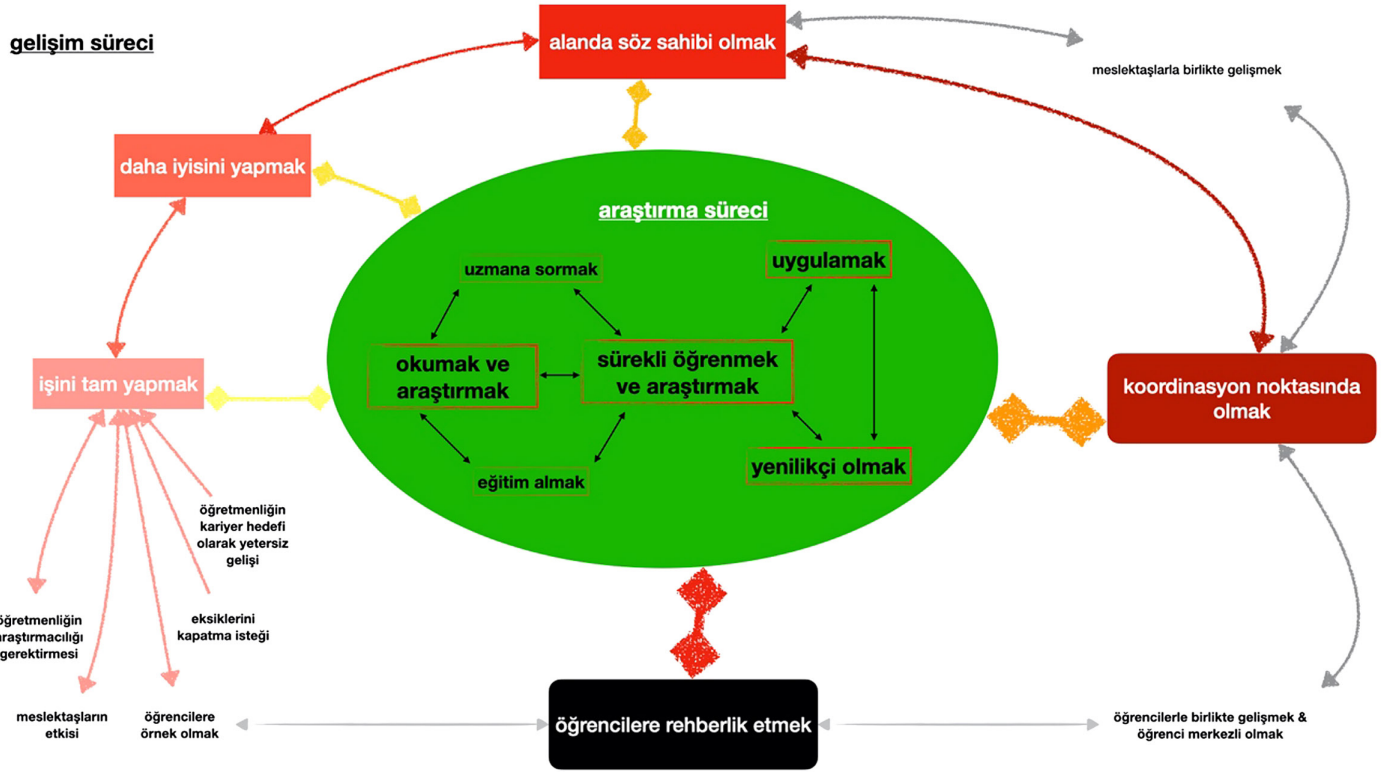 gelişim süreci
alanda söz sahibi olmak
meslektaşlarla birlikte gelişmek
daha iyisini yapmak
araştırma süreci
uzmana sormak
uygulamak
okumak ve
araştırmak
sürekli öğrenmek
ve araştırmak
eğitim almak
yenilikçi olmak
işini tam yapmak
koordinasyon noktasında
olmak
öğretmenliğin
kariyer hedefi
olarak yetersiz
gelişi
eksiklerini
kapatma isteği
öğretmenliğin
araştırmacılığı
gerektirmesi
meslektaşların
etkisi
öğrencilere
örnek olmak
öğrencilere rehberlik etmek
öğrencilerle birlikte gelişmek &
öğrenci merkezli olmak